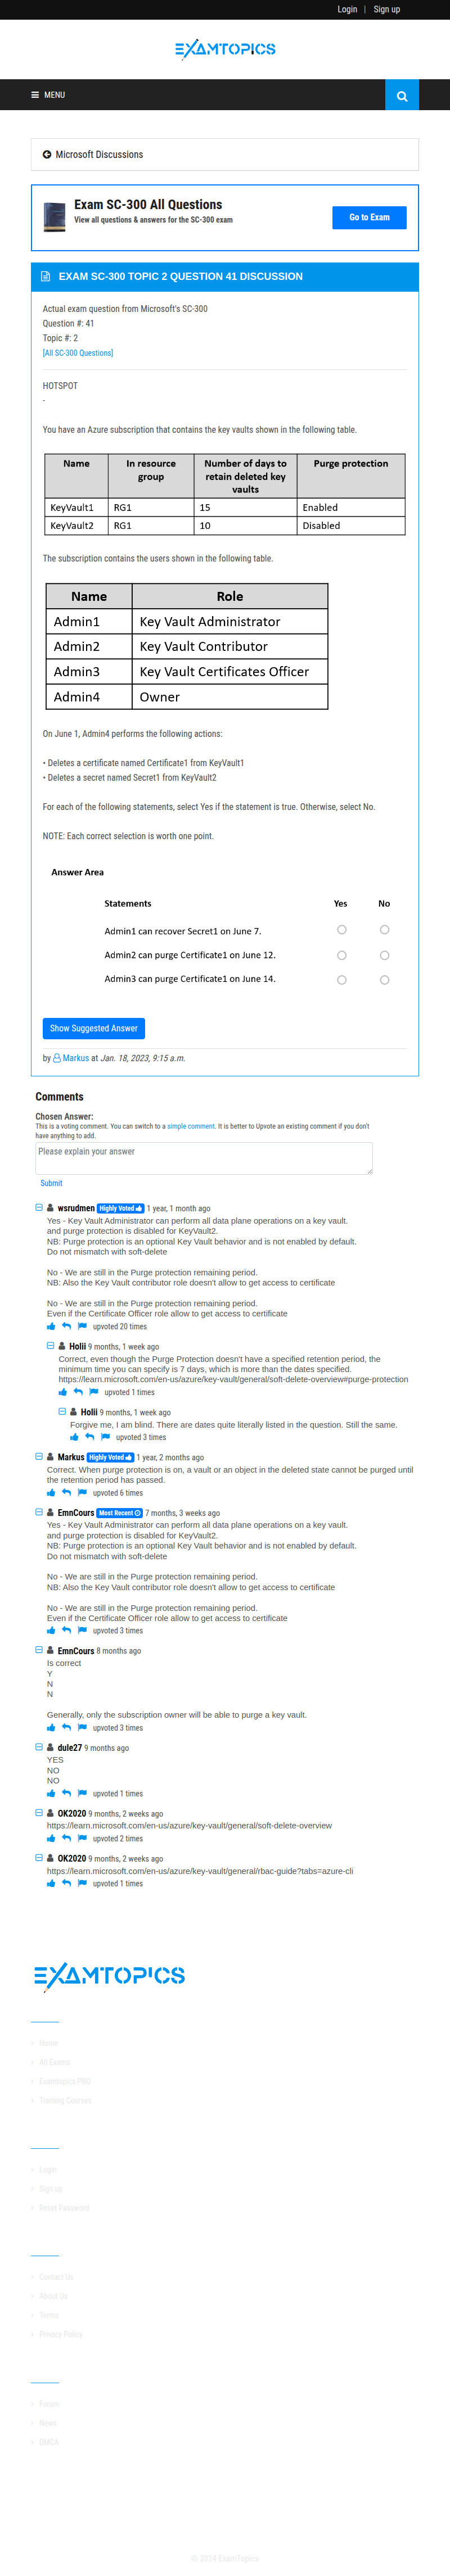 Login | Sign up
EXAMTOPICS
MENU
Microsoft Discussions
Exam SC-300 All Questions
View all questions & answers for the SC-300 exam
Go to Exam
EXAM SC-300 TOPIC 2 QUESTION 41 DISCUSSION
Actual exam question from Microsoft's SC-300
Question #: 41
Topic #: 2
[All SC-300 Questions]
HOTSPOT
-
You have an Azure subscription that contains the key vaults shown in the following table.
Name In resource group Number of days to retain deleted key vaults Purge protection
KeyVault1 RG1 15 Enabled
KeyVault2 RG1 10 Disabled
The subscription contains the users shown in the following table.
Name Role
Admin1 Key Vault Administrator
Admin2 Key Vault Contributor
Admin3 Key Vault Certificates Officer
Admin4 Owner
On June 1, Admin4 performs the following actions:
• Deletes a certificate named Certificate1 from KeyVault1
• Deletes a secret named Secret1 from KeyVault2
For each of the following statements, select Yes if the statement is true. Otherwise, select No.
NOTE: Each correct selection is worth one point.
Answer Area
Statements Yes No
Admin1 can recover Secret1 on June 7.
Admin2 can purge Certificate1 on June 12.
Admin3 can purge Certificate1 on June 14.
Show Suggested Answer
by Markus at Jan. 18, 2023, 9:15 a.m.
Comments
Chosen Answer:
This is a voting comment. You can switch to a simple comment. It is better to Upvote an existing comment if you don't
have anything to add.
Please explain your answer
Submit
wsrudmen Highly Voted 1 year, 1 month ago
Yes - Key Vault Administrator can perform all data plane operations on a key vault.
and purge protection is disabled for KeyVault2.
NB: Purge protection is an optional Key Vault behavior and is not enabled by default.
Do not mismatch with soft-delete
No - We are still in the Purge protection remaining period.
NB: Also the Key Vault contributor role doesn't allow to get access to certificate
No - We are still in the Purge protection remaining period.
Even if the Certificate Officer role allow to get access to certificate
upvoted 20 times
Holii 9 months, 1 week ago
Correct, even though the Purge Protection doesn't have a specified retention period, the
minimum time you can specify is 7 days, which is more than the dates specified.
https://learn.microsoft.com/en-us/azure/key-vault/general/soft-delete-overview#purge-protection
upvoted 1 times
Holii 9 months, 1 week ago
Forgive me, I am blind. There are dates quite literally listed in the question. Still the same.
upvoted 3 times
Markus Highly Voted 1 year, 2 months ago
Correct. When purge protection is on, a vault or an object in the deleted state cannot be purged until
the retention period has passed.
upvoted 6 times
EmnCours Most Recent 7 months, 3 weeks ago
Yes - Key Vault Administrator can perform all data plane operations on a key vault.
and purge protection is disabled for KeyVault2.
NB: Purge protection is an optional Key Vault behavior and is not enabled by default.
Do not mismatch with soft-delete
No - We are still in the Purge protection remaining period.
NB: Also the Key Vault contributor role doesn't allow to get access to certificate
No - We are still in the Purge protection remaining period.
Even if the Certificate Officer role allow to get access to certificate
upvoted 3 times
EmnCours 8 months ago
Is correct
Y
N
N
Generally, only the subscription owner will be able to purge a key vault.
upvoted 3 times
dule27 9 months ago
YES
NO
NO
upvoted 1 times
OK2020 9 months, 2 weeks ago
https://learn.microsoft.com/en-us/azure/key-vault/general/soft-delete-overview
upvoted 2 times
OK2020 9 months, 2 weeks ago
https://learn.microsoft.com/en-us/azure/key-vault/general/rbac-guide?tabs=azure-cli
upvoted 1 times
EXAMTOPICS
Home
All Exams
Examtopics PRO
Training Courses
Login
Sign up
Reset Password
Contact Us
About Us
Terms
Privacy Policy
Forum
News
DMCA
© 2024 ExamTopics